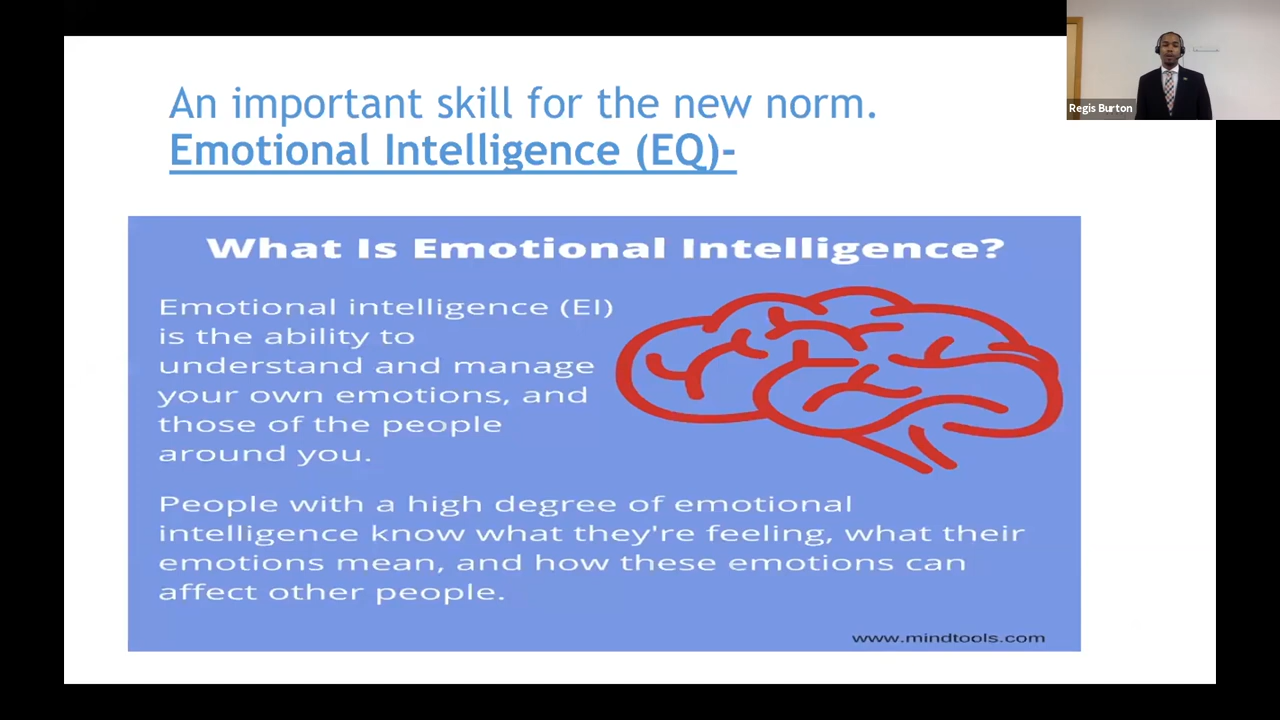 An important skill for the new norm.
Emotional Intelligence (EQ)-
Regis Burton
What Is Emotional Intelligence?
Emotional intelligence (EI)
is the ability to
understand and manage
your own emotions, and
those of the people
around you.
People with a high degree of emotional
intelligence know what they're feeling, what their
emotions mean, and how these emotions can
affect other people.
www.mindtools.com